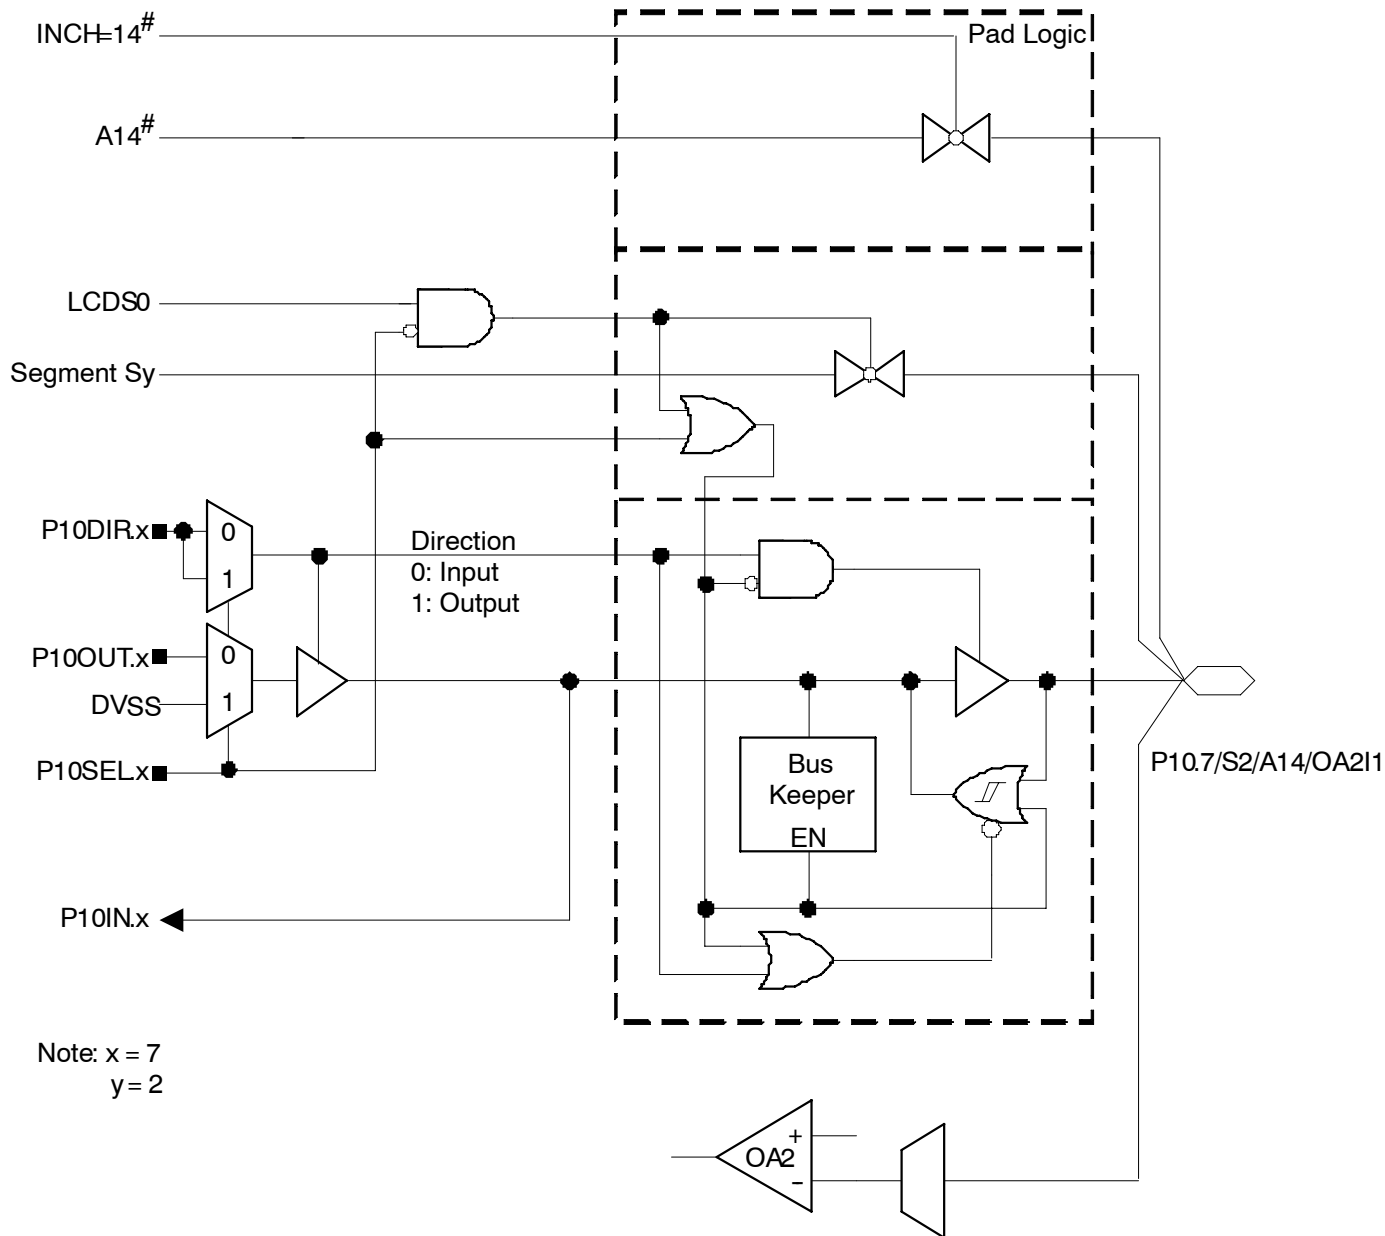 INCH=14#
Pad Logic
A14#
LCDS0
Segment Sy
P10DIR.x
0
1
Direction
0: Input
1: Output
P10OUT.x
0
DVSS
1
P10SEL.x
Bus
Keeper
EN
P10.7/S2/A14/OA2I1
P10IN.x
Note: x = 7
y = 2
+
OA2
−